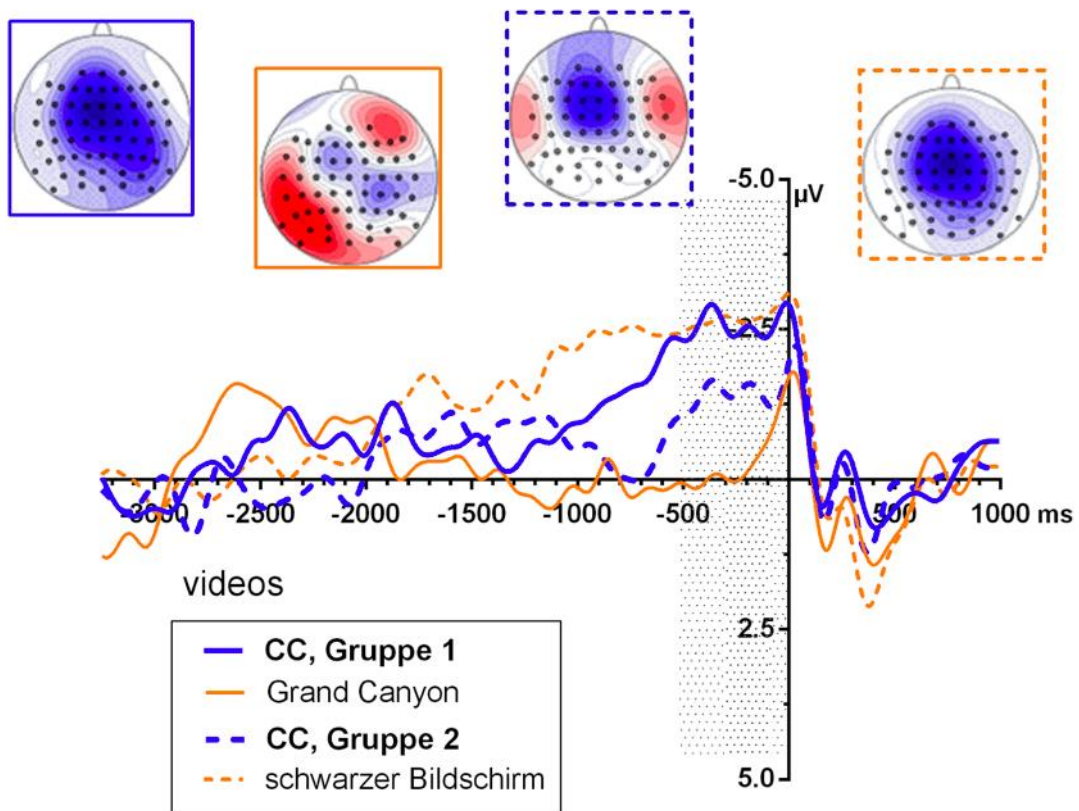 -5.0
µV
-2.5
-3000 -2500 -2000 -1500 -1000 -500 500 1000 ms
videos
2.5
CC, Gruppe 1
Grand Canyon
CC, Gruppe 2
schwarzer Bildschirm
5.0